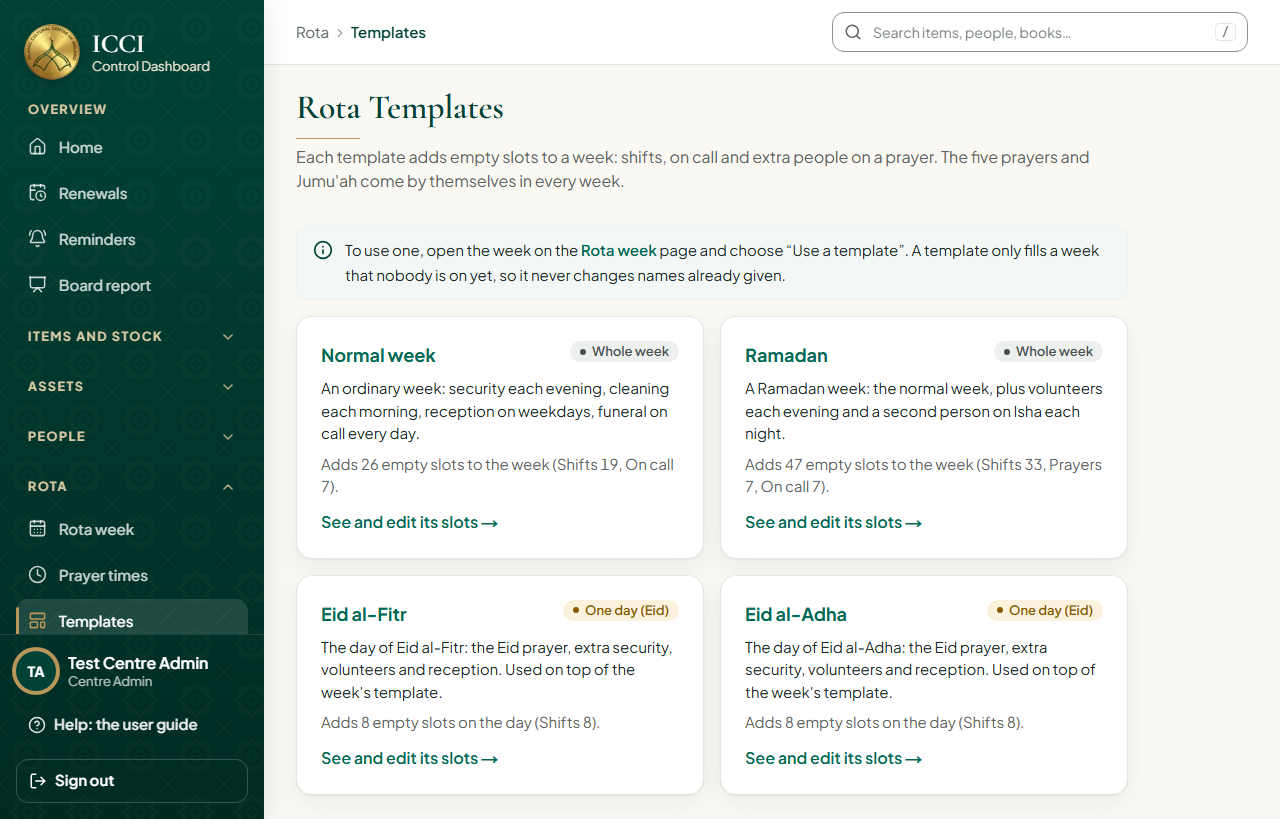 ICCI
Control Dashboard
OVERVIEW
Home
Renewals
Reminders
Board report
ITEMS AND STOCK
ASSETS
PEOPLE
ROTA
Rota week
Prayer times
Templates
TA
Test Centre Admin
Centre Admin
Help: the user guide
Sign out
Rota > Templates
Search items, people, books…
/
Rota Templates
Each template adds empty slots to a week: shifts, on call and extra people on a prayer. The five prayers and
Jumu'ah come by themselves in every week.
To use one, open the week on the Rota week page and choose “Use a template”. A template only fills a week
that nobody is on yet, so it never changes names already given.
Normal week
Whole week
An ordinary week: security each evening, cleaning
each morning, reception on weekdays, funeral on
call every day.
Adds 26 empty slots to the week (Shifts 19, On call
7).
See and edit its slots →
Ramadan
Whole week
A Ramadan week: the normal week, plus volunteers
each evening and a second person on Isha each
night.
Adds 47 empty slots to the week (Shifts 33, Prayers
7, On call 7).
See and edit its slots →
Eid al-Fitr
One day (Eid)
The day of Eid al-Fitr: the Eid prayer, extra security,
volunteers and reception. Used on top of the
week's template.
Adds 8 empty slots on the day (Shifts 8).
See and edit its slots →
Eid al-Adha
One day (Eid)
The day of Eid al-Adha: the Eid prayer, extra
security, volunteers and reception. Used on top of
the week's template.
Adds 8 empty slots on the day (Shifts 8).
See and edit its slots →